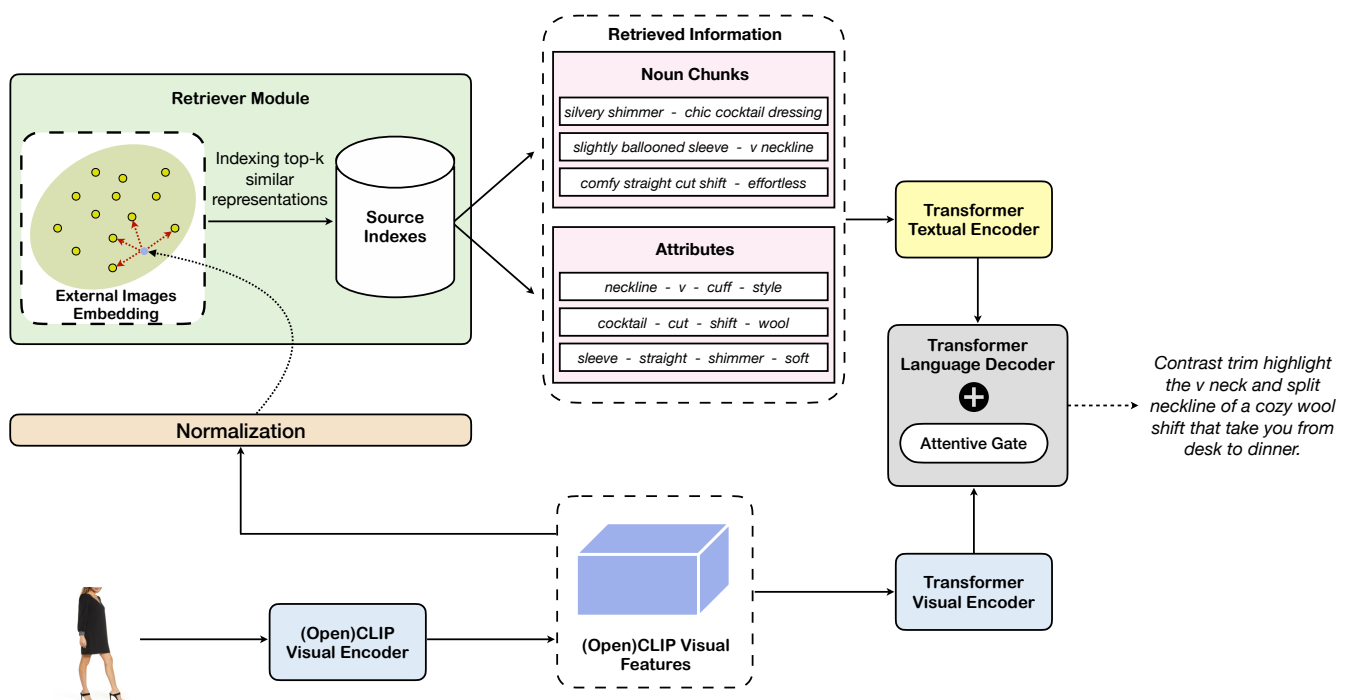 Retriever Module
Indexing top-k
similar
representations
External Images
Embedding
Source
Indexes
Retrieved Information
Noun Chunks
silvery shimmer - chic cocktail dressing
slightly ballooned sleeve - v neckline
comfy straight cut shift - effortless
Attributes
neckline - v - cuff - style
cocktail - cut - shift - wool
sleeve - straight - shimmer - soft
Transformer
Textual Encoder
Transformer
Language Decoder
Attentive Gate
Contrast trim highlight
the v neck and split
neckline of a cozy wool
shift that take you from
desk to dinner.
Normalization
(Open)CLIP
Visual Encoder
(Open)CLIP Visual
Features
Transformer
Visual Encoder